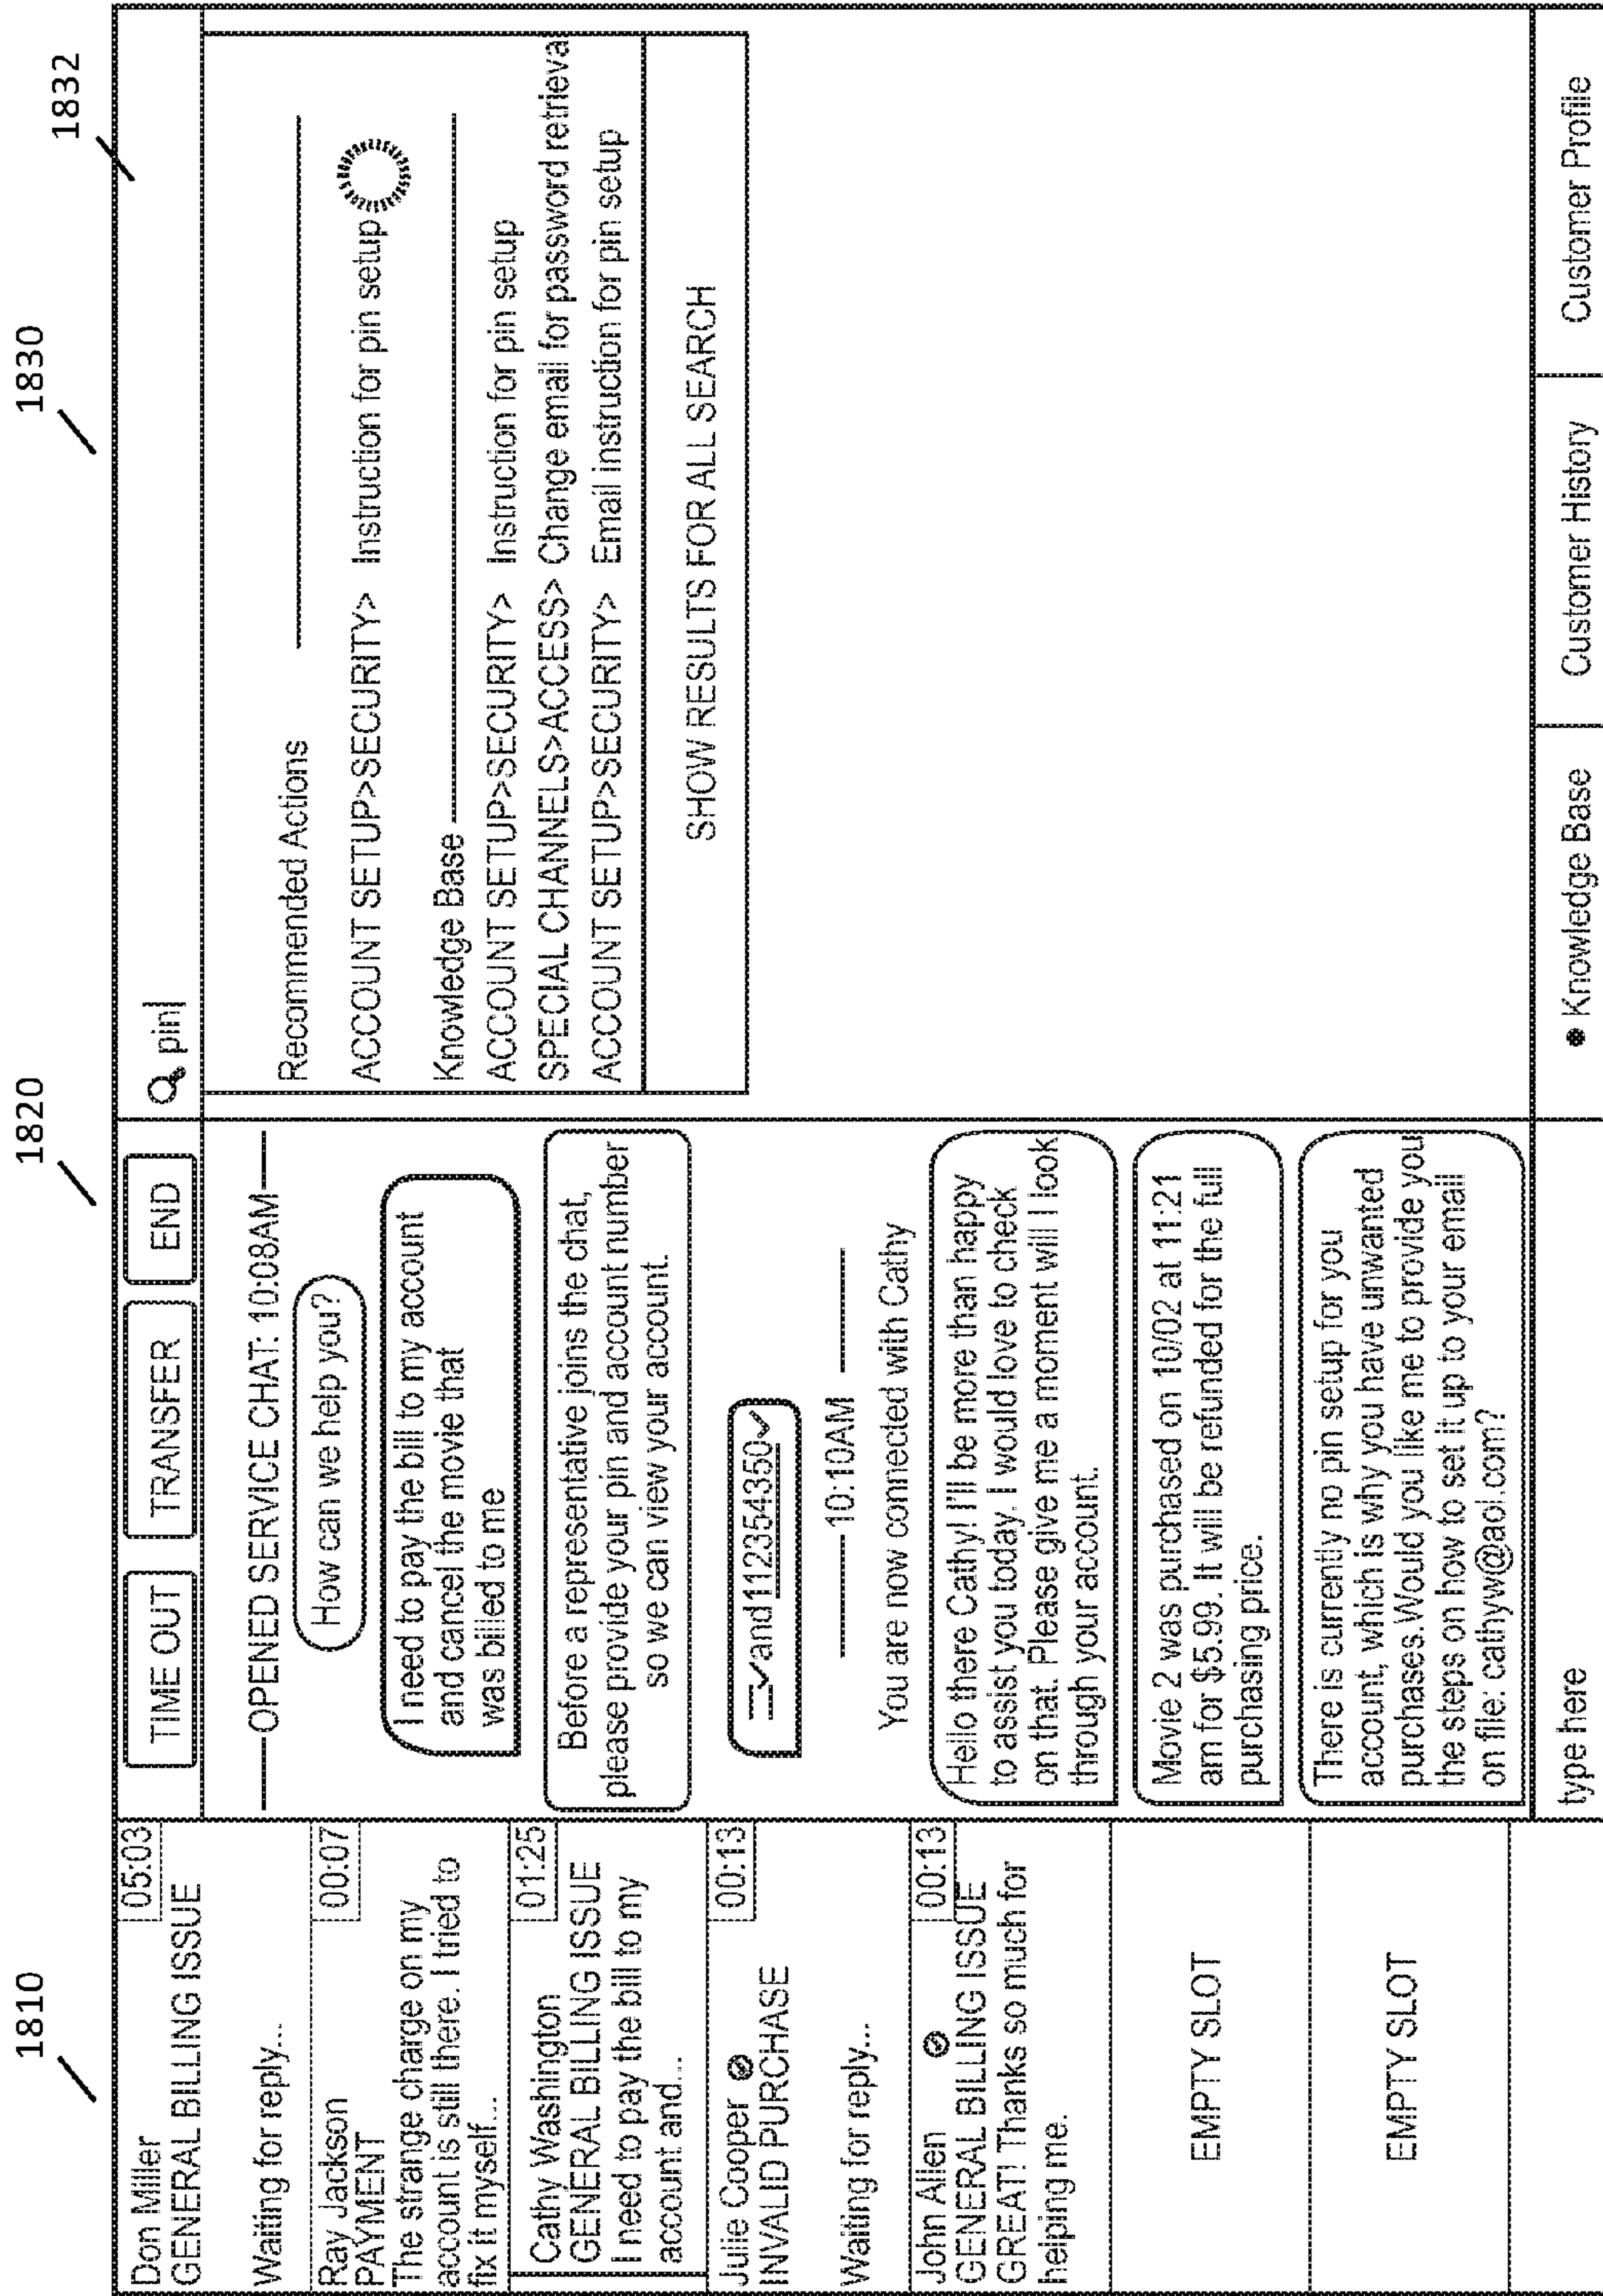 1810
1820
1830
1832
Don Miller
05:03
GENERAL BILLING ISSUE
Waiting for reply...
Ray Jackson
00:07
PAYMENT
The strange charge on my
account is still there. I tried to
fix it myself...
Cathy Washington
01:25
GENERAL BILLING ISSUE
I need to pay the bill to my
account and...
Julie Cooper
00:13
INVALID PURCHASE
Waiting for reply...
John Allen
00:13
GENERAL BILLING ISSUE
GREAT! Thanks so much for
helping me.
EMPTY SLOT
EMPTY SLOT
TIME OUT
TRANSFER
END
OPENED SERVICE CHAT: 10:08AM
How can we help you?
I need to pay the bill to my account
and cancel the movie that
was billed to me
Before a representative joins the chat,
please provide your pin and account number
so we can view your account.
and 112354350
10:10AM
You are now connected with Cathy
Hello there Cathy! I'll be more than happy
to assist you today. I would love to check
on that. Please give me a moment will I look
through your account.
Movie 2 was purchased on 10/02 at 11:21
am for $5.99. It will be refunded for the full
purchasing price.
There is currently no pin setup for you
account, which is why you have unwanted
purchases.Would you like me to provide you
the steps on how to set it up to your email
on file: cathyw@aol.com?
type here
pin
Recommended Actions
ACCOUNT SETUP>SECURITY> Instruction for pin setup
Knowledge Base
ACCOUNT SETUP>SECURITY> Instruction for pin setup
SPECIAL CHANNELS>ACCESS> Change email for password retrieval
ACCOUNT SETUP>SECURITY> Email instruction for pin setup
SHOW RESULTS FOR ALL SEARCH
Knowledge Base
Customer History
Customer Profile